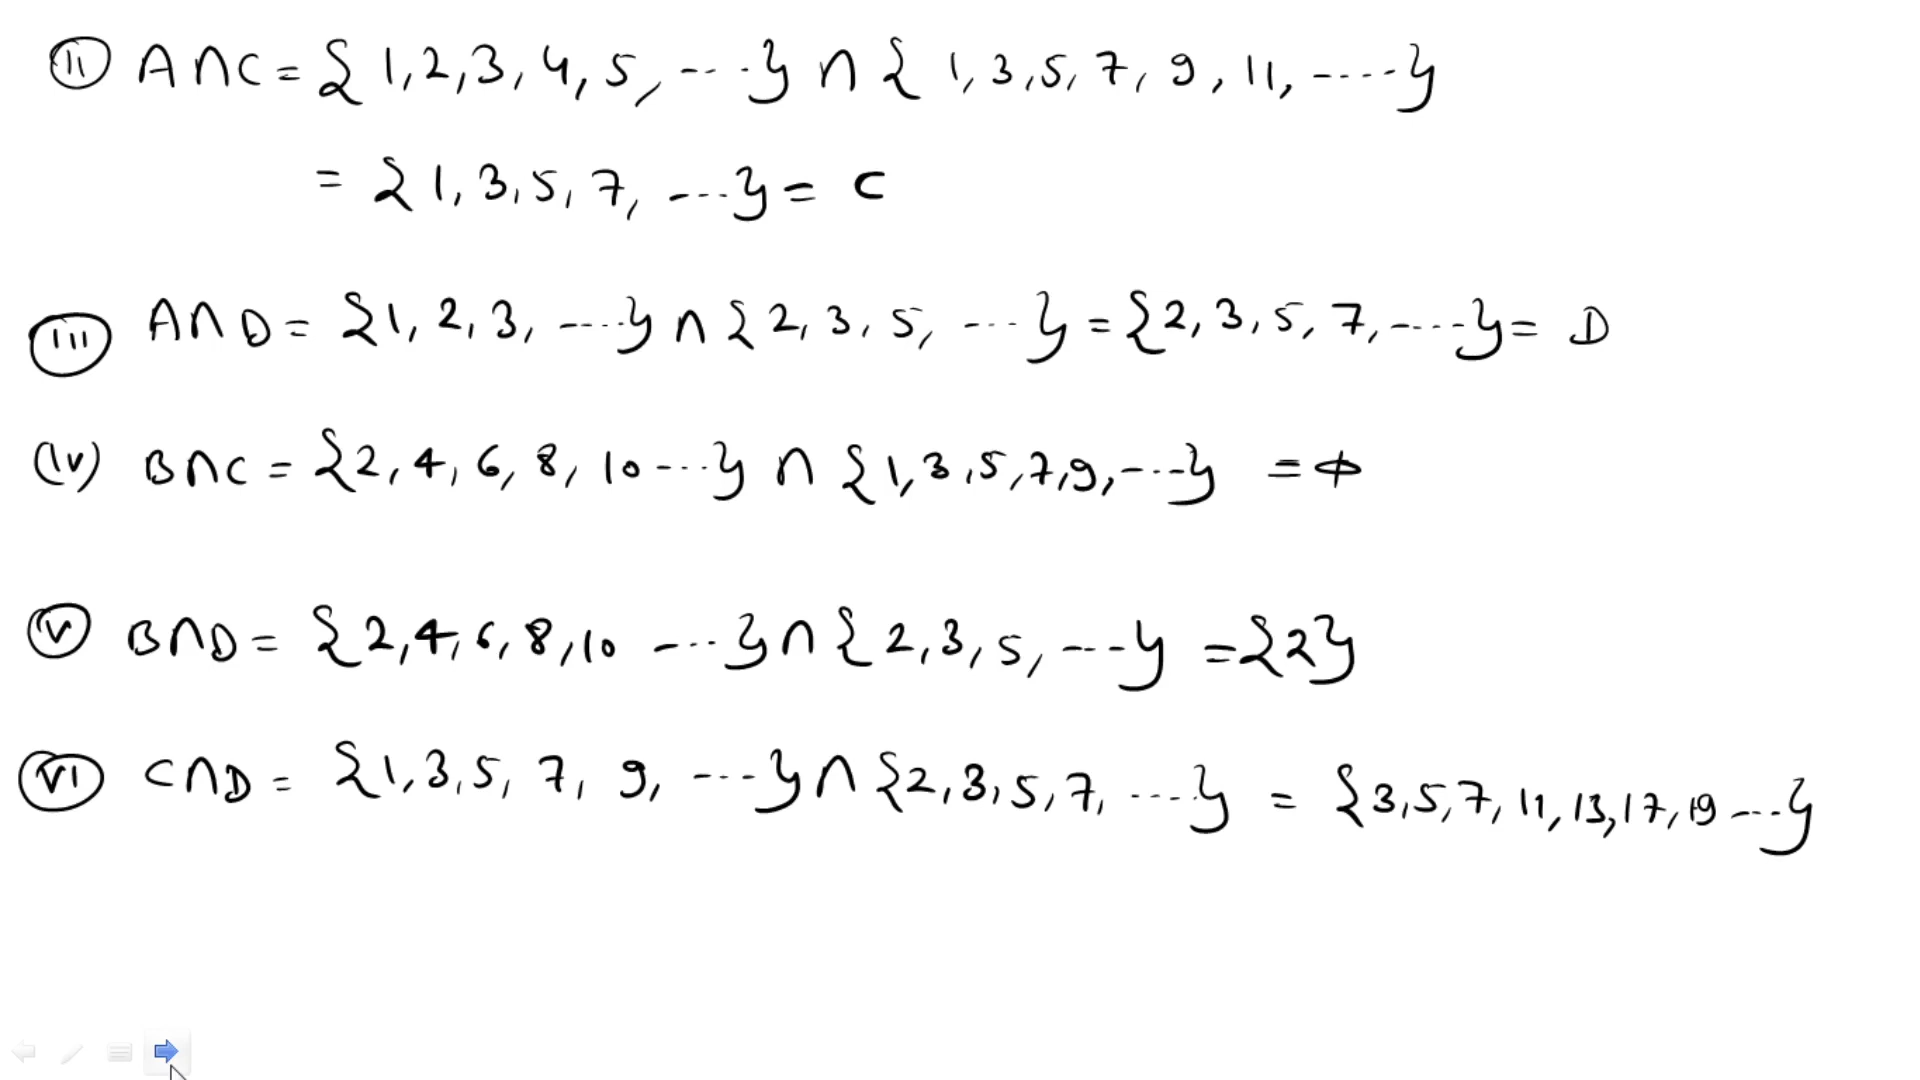 (ii) A∩C = { 1,2,3,4,5,----} ∩ { 1,3,5,7,9,11,-----}
= { 1,3,5,7,----} = C
(iii) A∩D = {1,2,3,----} ∩ {2,3,5,----} = {2,3,5,7,----} = D
(iv) B∩C = {2,4,6,8,10----} ∩ {1,3,5,7,9,----} = ϕ
(v) B∩D = {2,4,6,8,10 ----} ∩ {2,3,5,----} = {2}
(vi) C∩D = {1,3,5,7,9,----} ∩ {2,3,5,7,----} = {3,5,7,11,13,17,19 ----}